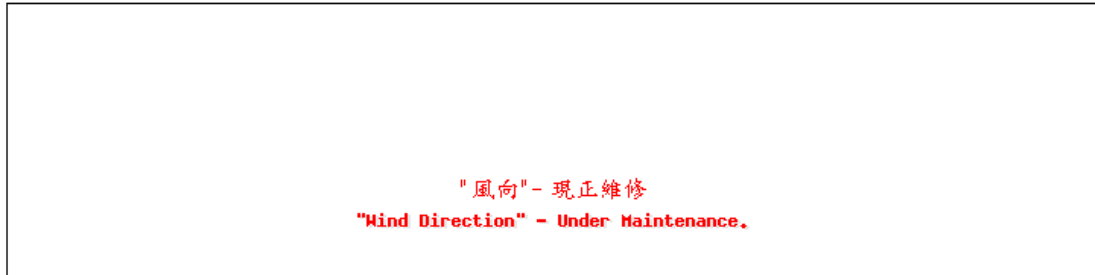 "風向"- 現正維修
"Wind Direction" - Under Maintenance.